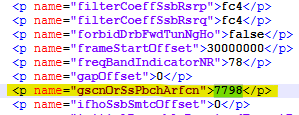 <p name="filterCoeffSsbRsrp">fc4</p>
<p name="filterCoeffSsbRsrq">fc4</p>
<p name="forbidDrbFwdTunNgHo">false</p>
<p name="frameStartOffset">30000000</p>
<p name="freqBandIndicatorNR">78</p>
<p name="gapOffset">0</p>
<p name="gscnOrSsPbchArfcn">7798</p>
<p name="ifhoSsbSmtcOffset">0</p>